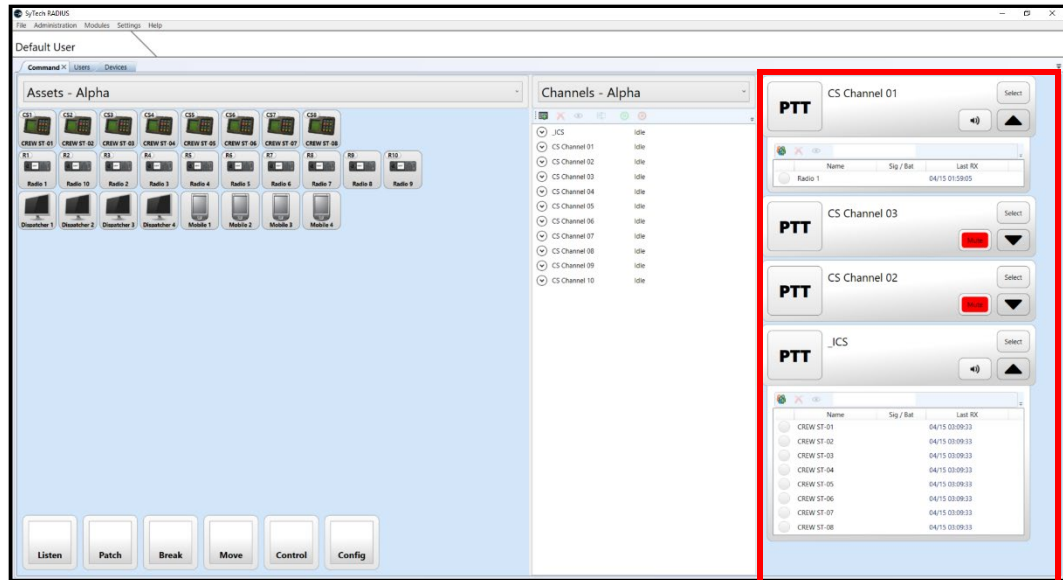 SyTech RADIUS
File Administration Modules Settings Help
Default User
Command × Users Devices
Assets - Alpha
CS1 CS2 CS3 CS4 CS5 CS6 CS7 CS8
CREW ST-01 CREW ST-02 CREW ST-03 CREW ST-04 CREW ST-05 CREW ST-06 CREW ST-07 CREW ST-08
R1 R2 R3 R4 R5 R6 R7 R8 R9 R10
Radio 1 Radio 10 Radio 2 Radio 3 Radio 4 Radio 5 Radio 6 Radio 7 Radio 8 Radio 9
Dispatcher 1 Dispatcher 2 Dispatcher 3 Dispatcher 4 Mobile 1 Mobile 2 Mobile 3 Mobile 4
Listen Patch Break Move Control Config
Channels - Alpha
_ICS Idle
CS Channel 01 Idle
CS Channel 02 Idle
CS Channel 03 Idle
CS Channel 04 Idle
CS Channel 05 Idle
CS Channel 06 Idle
CS Channel 07 Idle
CS Channel 08 Idle
CS Channel 09 Idle
CS Channel 10 Idle
PTT CS Channel 01 Select
Name Sig / Bat Last RX
Radio 1 04/15 01:59:05
PTT CS Channel 03 Select
Mute
PTT CS Channel 02 Select
Mute
PTT _ICS Select
Name Sig / Bat Last RX
CREW ST-01 04/15 03:09:33
CREW ST-02 04/15 03:09:33
CREW ST-03 04/15 03:09:33
CREW ST-04 04/15 03:09:33
CREW ST-05 04/15 03:09:33
CREW ST-06 04/15 03:09:33
CREW ST-07 04/15 03:09:33
CREW ST-08 04/15 03:09:33